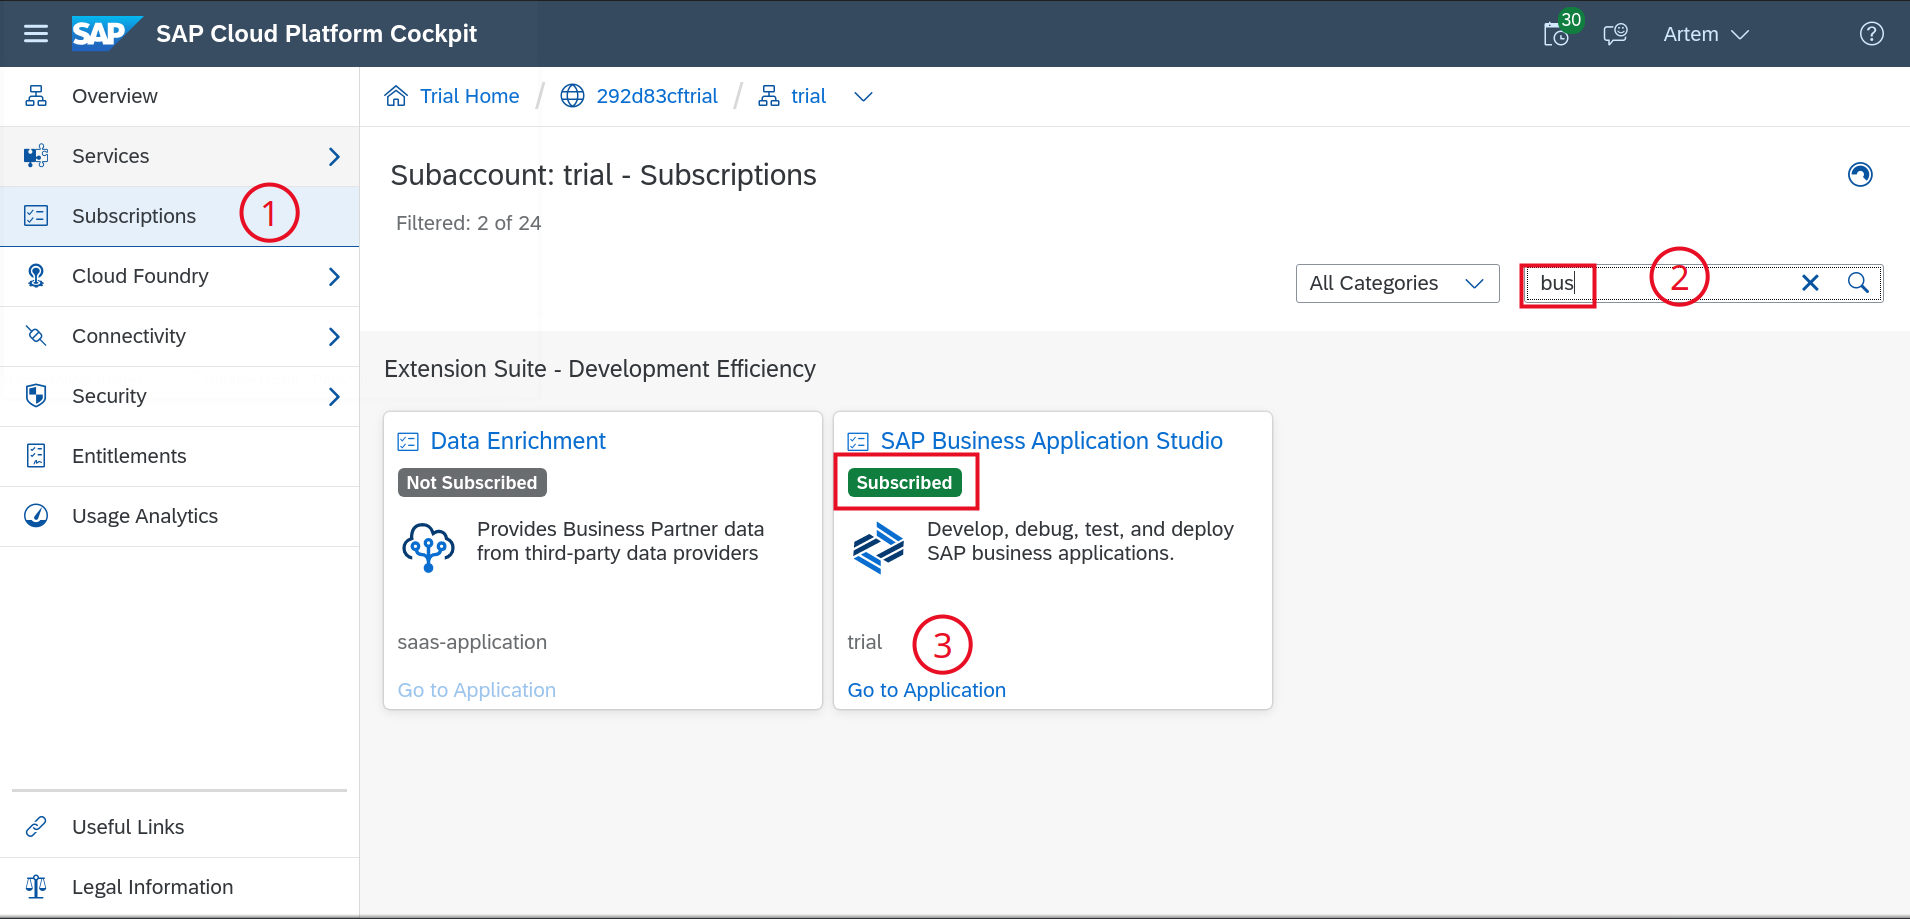 SAP SAP Cloud Platform Cockpit
30
Artem
Overview
Services
Subscriptions
1
Cloud Foundry
Connectivity
Security
Entitlements
Usage Analytics
Useful Links
Legal Information
Trial Home / 292d83cftrial / trial
Subaccount: trial - Subscriptions
Filtered: 2 of 24
All Categories
bus
2
Extension Suite - Development Efficiency
Data Enrichment
Not Subscribed
Provides Business Partner data
from third-party data providers
saas-application
Go to Application
SAP Business Application Studio
Subscribed
Develop, debug, test, and deploy
SAP business applications.
trial
3
Go to Application